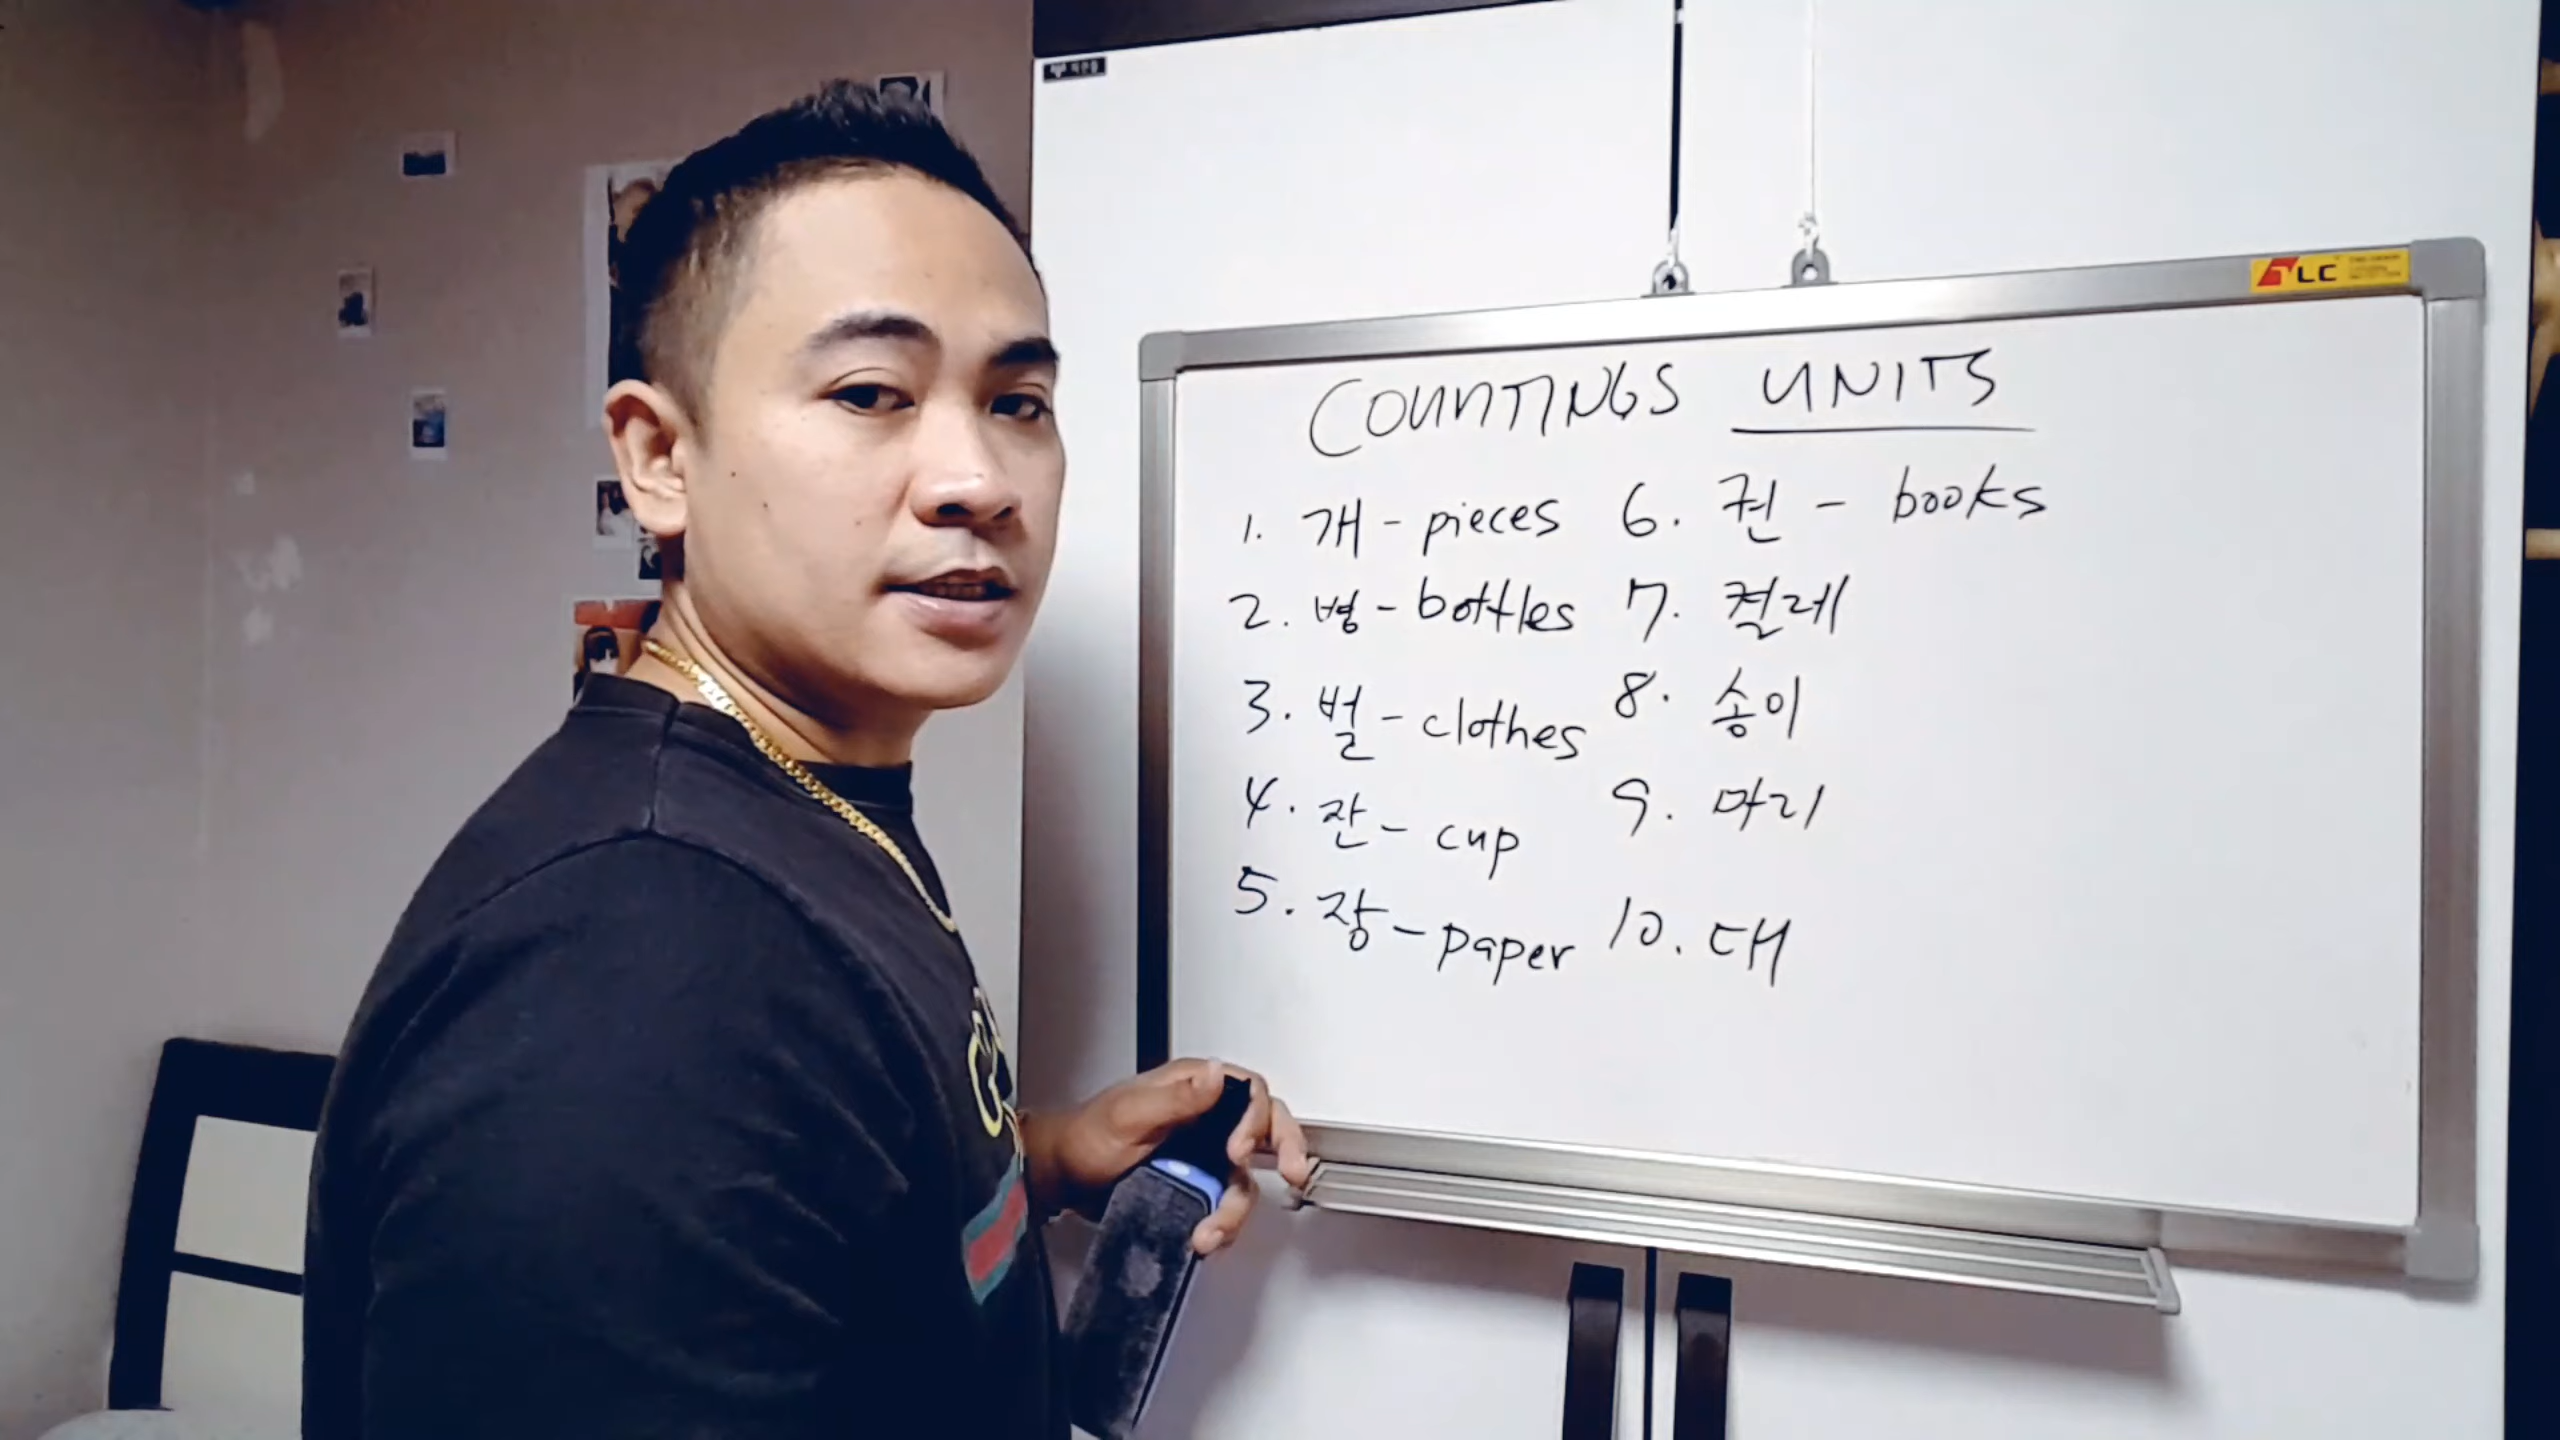 TLC
COUNTINGS UNITS
1. 개 - pieces
2. 병 - bottles
3. 벌 - clothes
4. 잔 - cup
5. 장 - paper
6. 권 - books
7. 켤레
8. 송이
9. 마리
10. 대